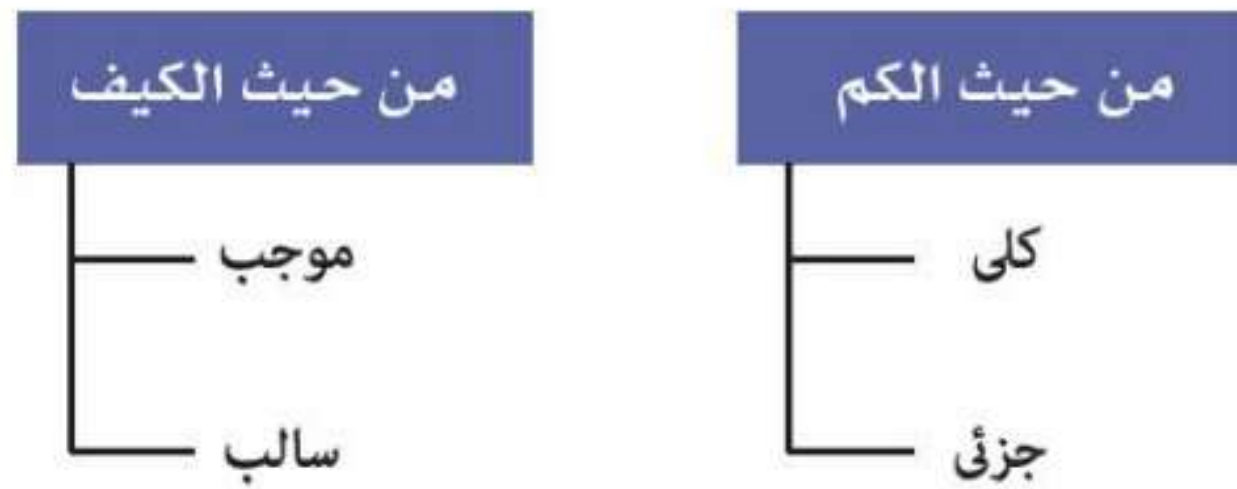 من حيث الكم
كلى
جزئى
من حيث الكيف
موجب
سالب